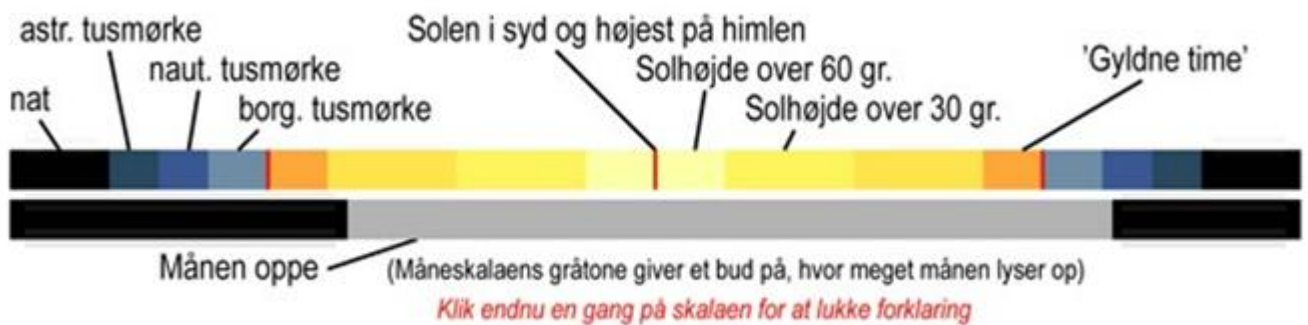 astr. tusmørke
Solen i syd og højest på himlen
naut. tusmørke
Solhøjde over 60 gr.
'Gyldne time'
nat
borg. tusmørke
Solhøjde over 30 gr.
Månen oppe
(Måneskalaens gråtone giver et bud på, hvor meget månen lyser op)
Klik endnu en gang på skalaen for at lukke forklaring